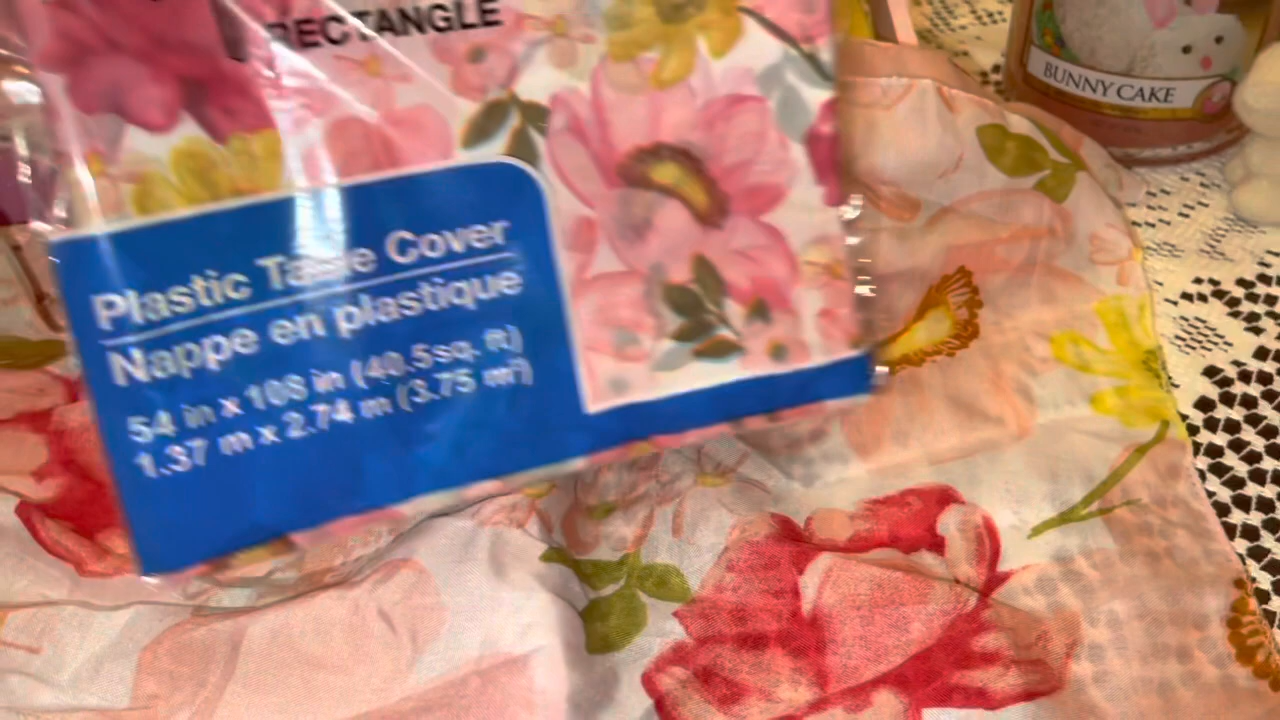 RECTANGLE
BUNNY CAKE
Plastic Table Cover
Nappe en plastique
54 in x 108 in (40.5sq. ft)
1.37 m x 2.74 m (3.75 m²)